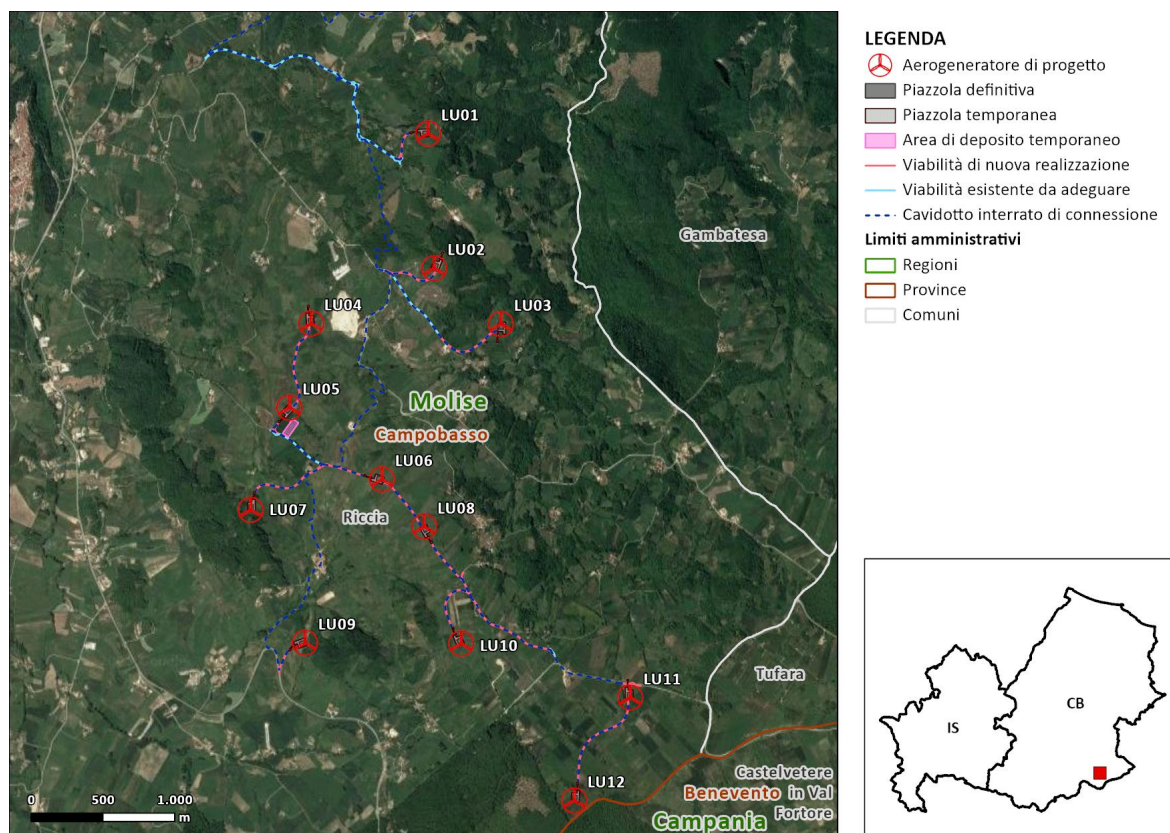 LU01
Gambatesa
LU02
LU04
LU03
LU05
Molise
Campobasso
LU06
LU07
Riccia
LU08
LU09
LU10
LU11
Tufara
LU12
Castelvetere
Benevento in Val
Fortore
Campania
0 500 1.000
m
LEGENDA
Aerogeneratore di progetto
Piazzola definitiva
Piazzola temporanea
Area di deposito temporaneo
Viabilità di nuova realizzazione
Viabilità esistente da adeguare
Cavidotto interrato di connessione
Limiti amministrativi
Regioni
Province
Comuni
CB
IS